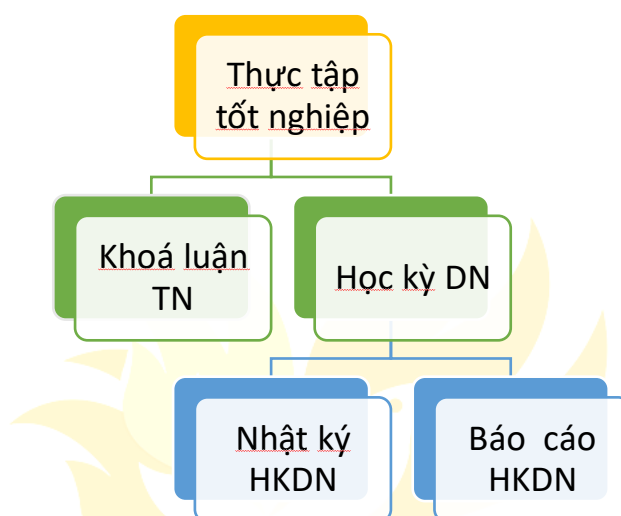 Thực tập
tốt nghiệp
Khoá luận
TN
Học kỳ DN
Nhật ký
HKDN
Báo cáo
HKDN